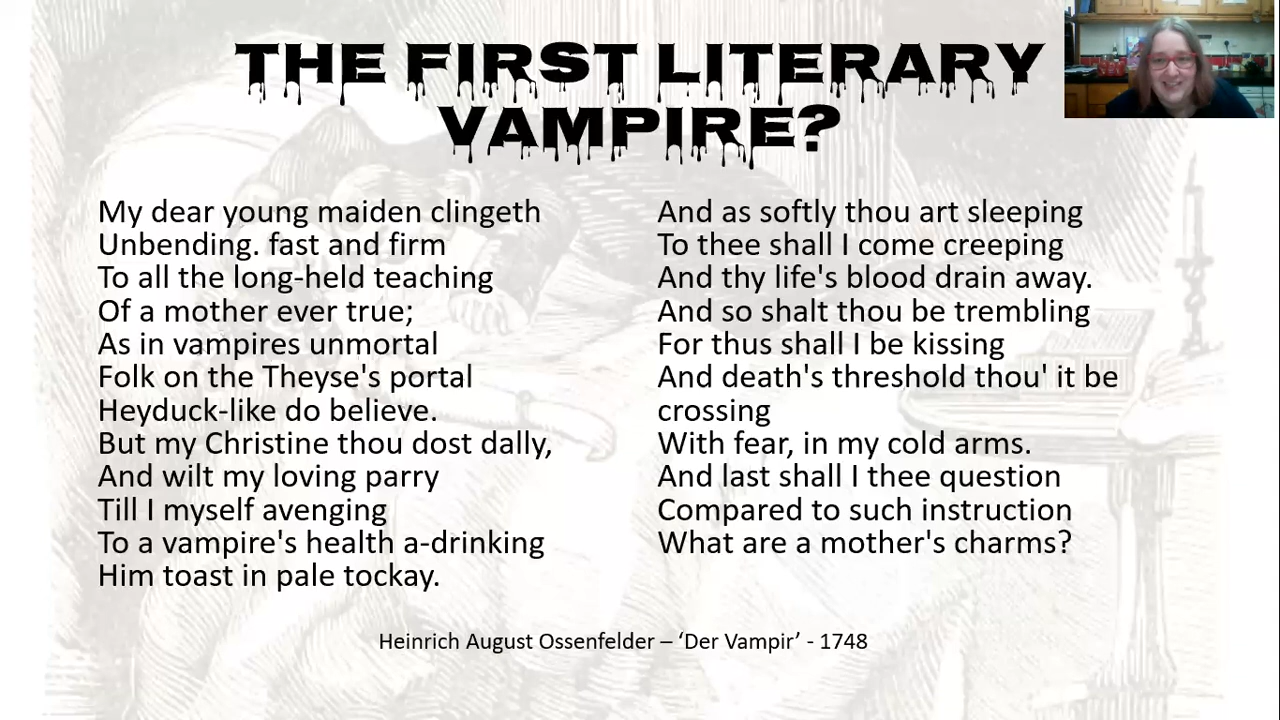 THE FIRST LITERARY
VAMPIRE?
My dear young maiden clingeth
Unbending. fast and firm
To all the long-held teaching
Of a mother ever true;
As in vampires unmortal
Folk on the Theyse's portal
Heyduck-like do believe.
But my Christine thou dost dally,
And wilt my loving parry
Till I myself avenging
To a vampire's health a-drinking
Him toast in pale tockay.
And as softly thou art sleeping
To thee shall I come creeping
And thy life's blood drain away.
And so shalt thou be trembling
For thus shall I be kissing
And death's threshold thou' it be
crossing
With fear, in my cold arms.
And last shall I thee question
Compared to such instruction
What are a mother's charms?
Heinrich August Ossenfelder – ‘Der Vampir’ - 1748